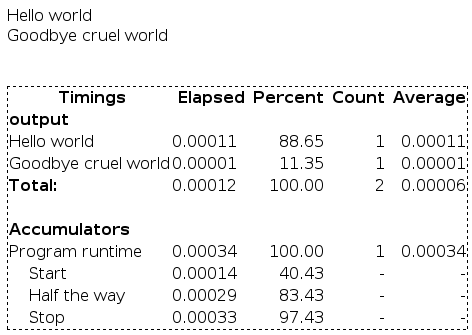 Hello world
Goodbye cruel world
Timings Elapsed Percent Count Average
output
Hello world 0.00011 88.65 1 0.00011
Goodbye cruel world 0.00001 11.35 1 0.00001
Total: 0.00012 100.00 2 0.00006
Accumulators
Program runtime 0.00034 100.00 1 0.00034
Start 0.00014 40.43 - -
Half the way 0.00029 83.43 - -
Stop 0.00033 97.43 - -